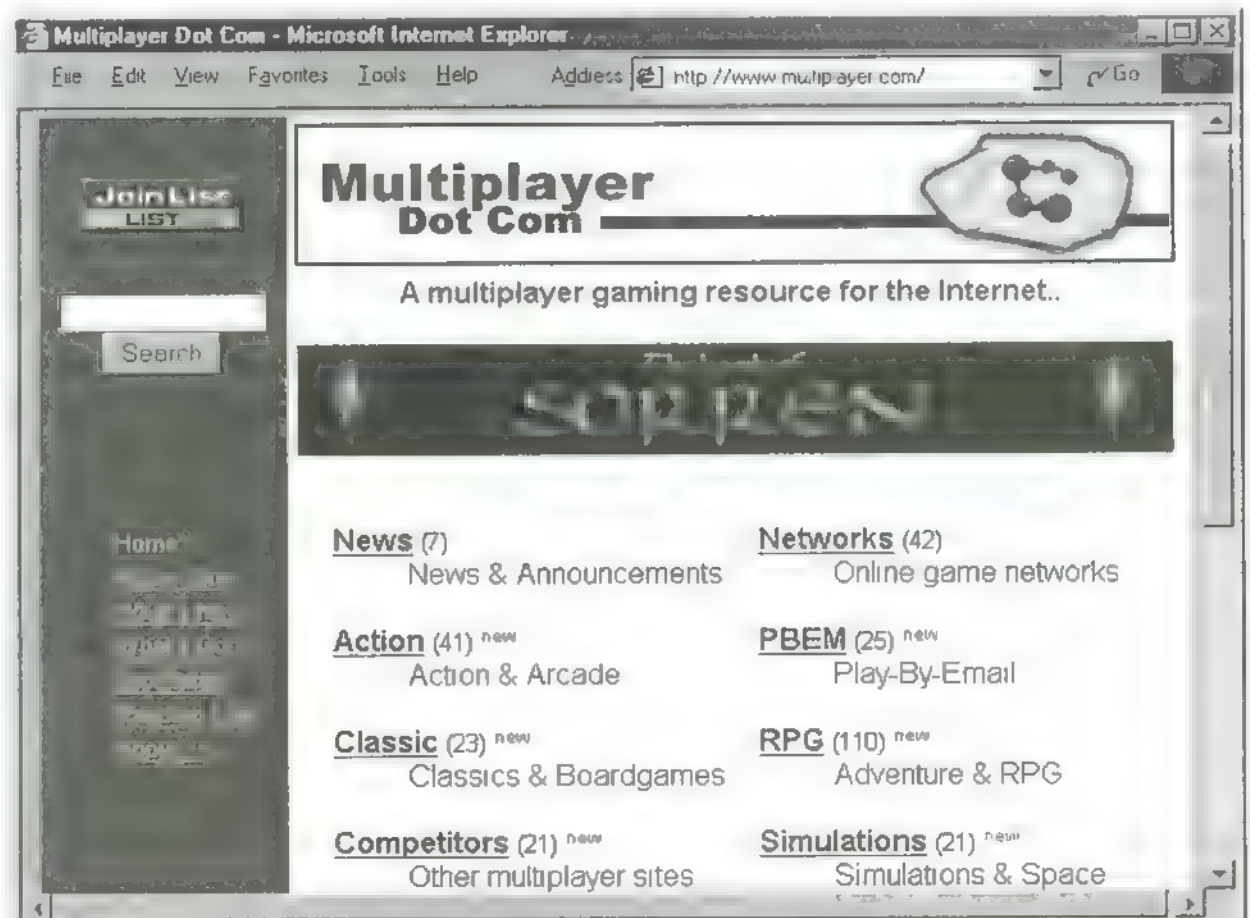 Multiplayer Dot Com - Microsoft Internet Explorer
File Edit View Favorites Tools Help Address http://www.multiplayer.com/ Go
Join List
LIST
Multiplayer
Dot Com
A multiplayer gaming resource for the Internet..
Search
Home
News (7)
News & Announcements
Networks (42)
Online game networks
Action (41) new
Action & Arcade
PBEM (25) new
Play-By-Email
Classic (23) new
Classics & Boardgames
RPG (110) new
Adventure & RPG
Competitors (21) new
Other multiplayer sites
Simulations (21) new
Simulations & Space